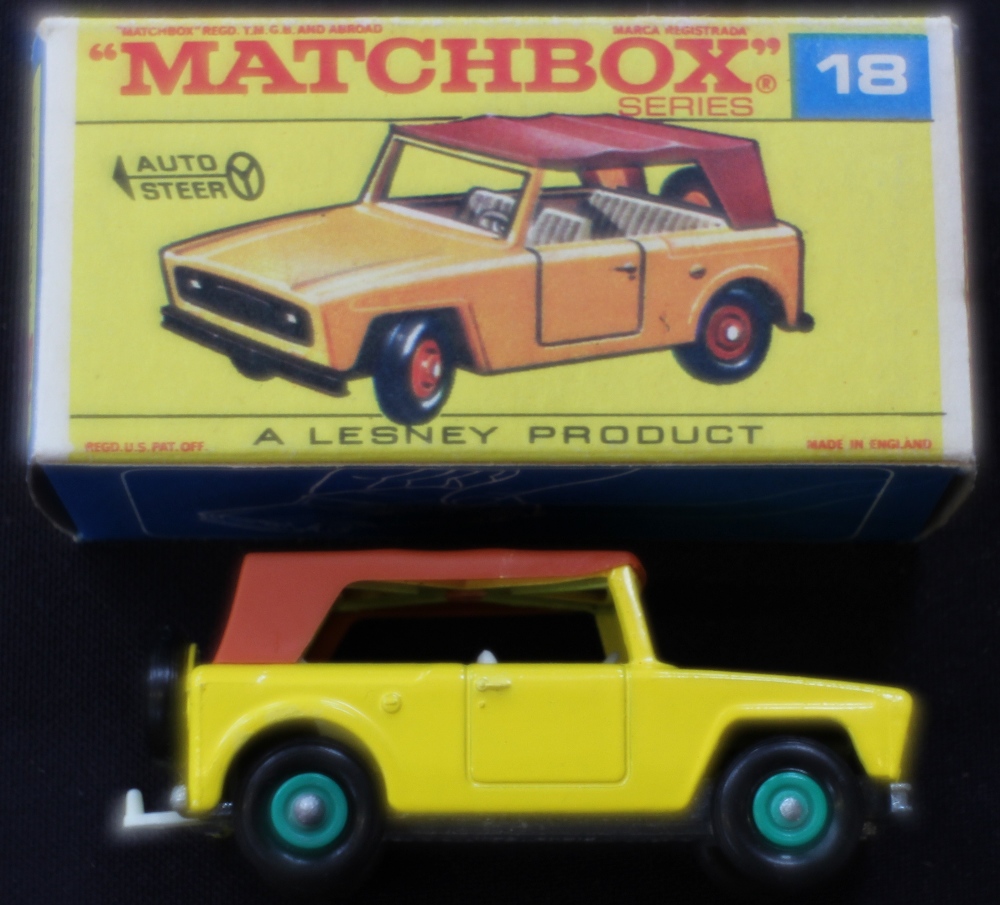 "MATCHBOX" REGD. T.M. G.B. AND ABROAD MARCA REGISTRADA
"MATCHBOX"®
SERIES
18
AUTO
STEER
A LESNEY PRODUCT
REGD. U.S. PAT. OFF MADE IN ENGLAND